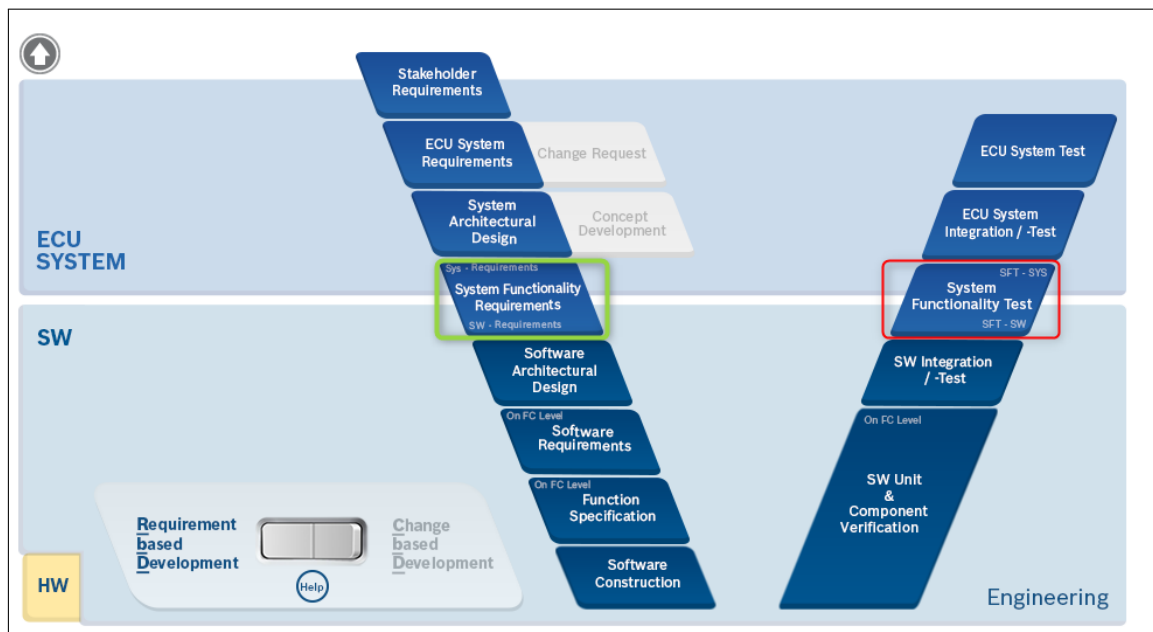 Stakeholder
Requirements
ECU System
Requirements
Change Request
ECU System Test
System
Architectural
Design
Concept
Development
ECU System
Integration / -Test
ECU
SYSTEM
Sys - Requirements
System Functionality
Requirements
SW - Requirements
SFT - SYS
System
Functionality Test
SFT - SW
SW
Software
Architectural
Design
SW Integration
/ -Test
On FC Level
Software
Requirements
On FC Level
SW Unit
&
Component
Verification
On FC Level
Function
Specification
Requirement
based
Development
Change
based
Development
Help
Software
Construction
HW
Engineering